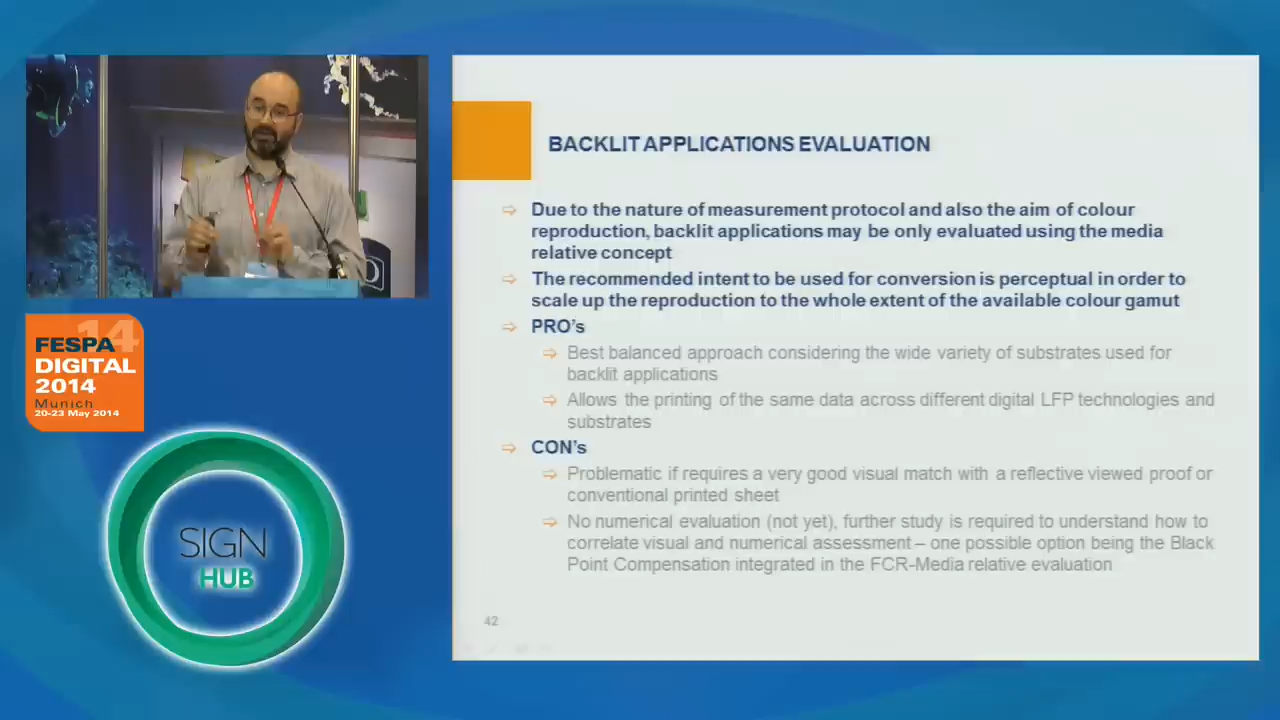 BACKLIT APPLICATIONS EVALUATION
Due to the nature of measurement protocol and also the aim of colour
reproduction, backlit applications may be only evaluated using the media
relative concept
The recommended intent to be used for conversion is perceptual in order to
scale up the reproduction to the whole extent of the available colour gamut
PRO's
Best balanced approach considering the wide variety of substrates used for
backlit applications
Allows the printing of the same data across different digital LFP technologies and
substrates
CON's
Problematic if requires a very good visual match with a reflective viewed proof or
conventional printed sheet
No numerical evaluation (not yet), further study is required to understand how to
correlate visual and numerical assessment – one possible option being the Black
Point Compensation integrated in the FCR-Media relative evaluation
42
14
FESPA
DIGITAL
2014
Munich
20-23 May 2014
SIGN
HUB